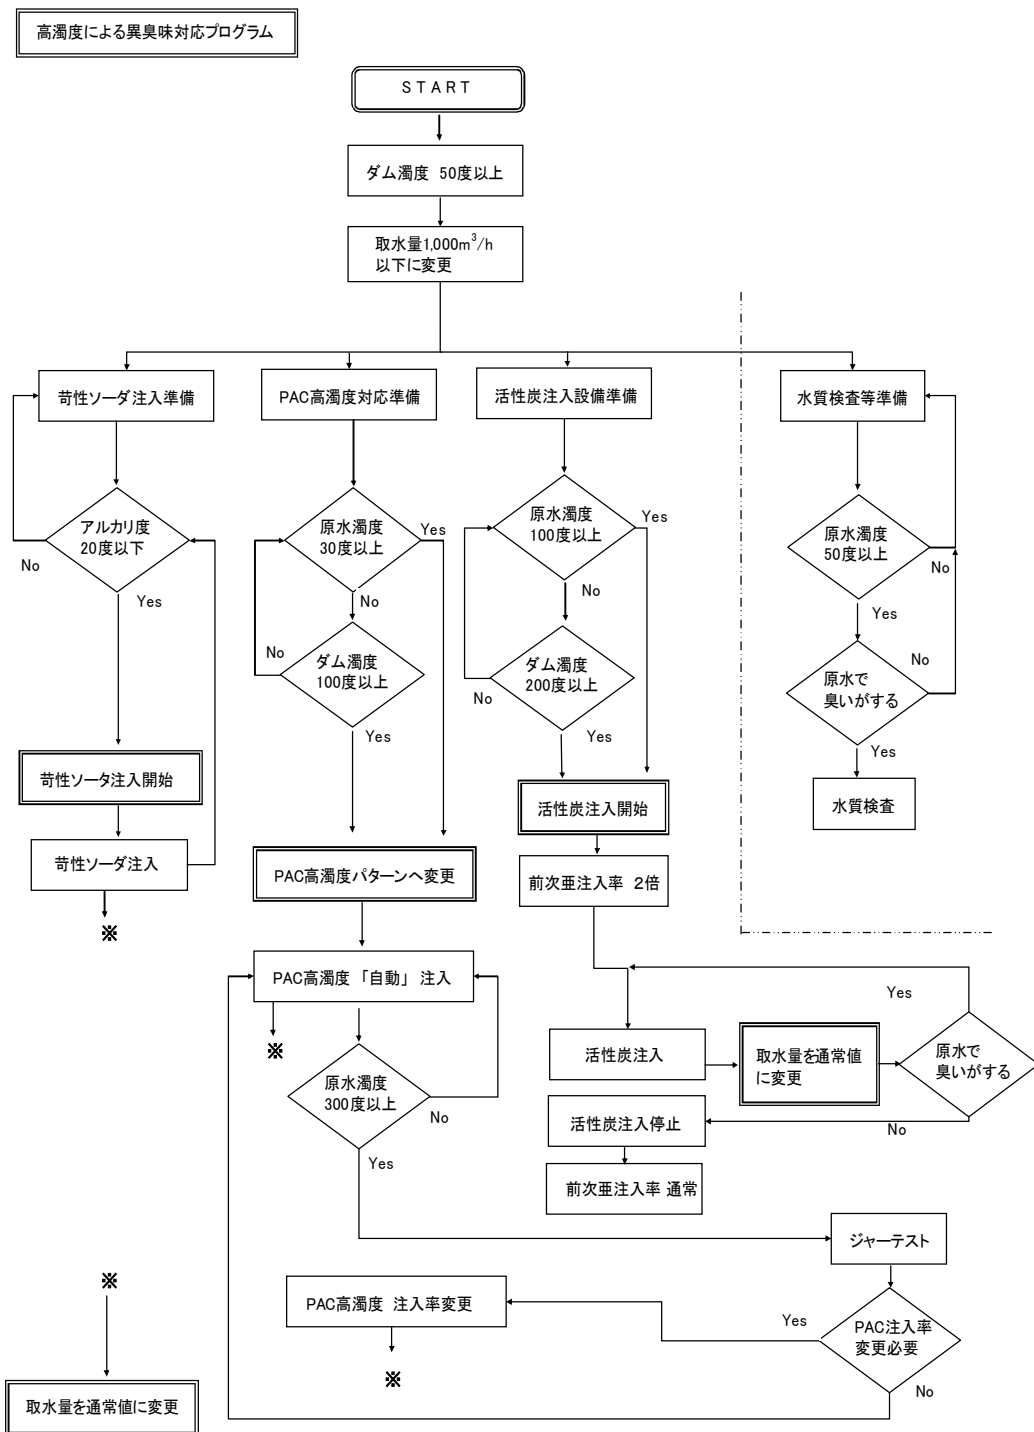 高濁度による異臭味対応プログラム
ＳＴＡＲＴ
ダム濁度 50度以上
取水量1,000m³/h
以下に変更
苛性ソーダ注入準備
アルカリ度
20度以下
No
Yes
苛性ソータ注入開始
苛性ソーダ注入
※
PAC高濁度対応準備
原水濁度
30度以上
Yes
No
ダム濁度
100度以上
No
Yes
PAC高濁度パターンへ変更
PAC高濁度 「自動」 注入
※
原水濁度
300度以上
No
Yes
活性炭注入設備準備
原水濁度
100度以上
Yes
No
ダム濁度
200度以上
No
Yes
活性炭注入開始
前次亜注入率 ２倍
活性炭注入
取水量を通常値
に変更
原水で
臭いがする
Yes
No
活性炭注入停止
前次亜注入率 通常
水質検査等準備
原水濁度
50度以上
No
Yes
原水で
臭いがする
No
Yes
水質検査
ジャーテスト
PAC注入率
変更必要
Yes
No
PAC高濁度 注入率変更
※
※
取水量を通常値に変更